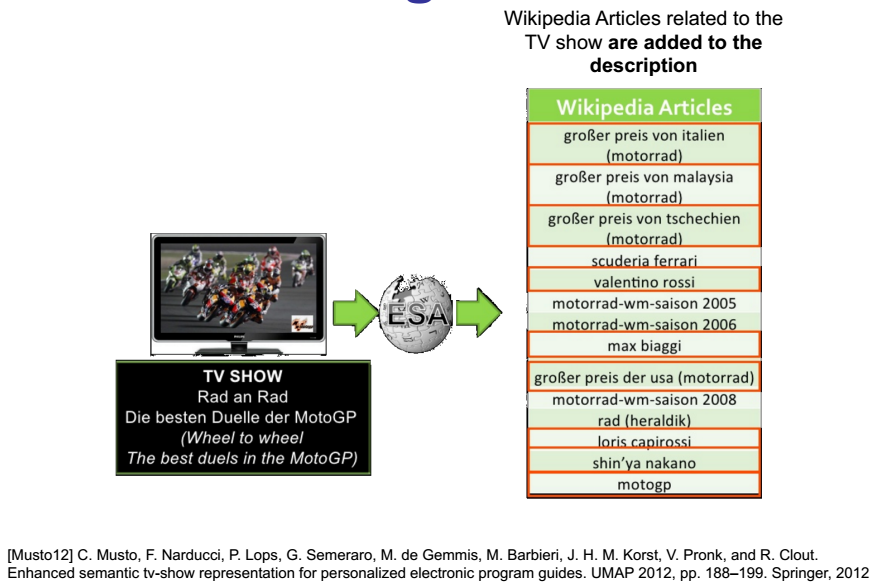 Wikipedia Articles related to the
TV show are added to the
description
Wikipedia Articles
großer preis von italien
(motorrad)
großer preis von malaysia
(motorrad)
großer preis von tschechien
(motorrad)
scuderia ferrari
valentino rossi
motorrad-wm-saison 2005
motorrad-wm-saison 2006
max biaggi
großer preis der usa (motorrad)
motorrad-wm-saison 2008
rad (heraldik)
loris capirossi
shin'ya nakano
motogp
ESA
TV SHOW
Rad an Rad
Die besten Duelle der MotoGP
(Wheel to wheel
The best duels in the MotoGP)
[Musto12] C. Musto, F. Narducci, P. Lops, G. Semeraro, M. de Gemmis, M. Barbieri, J. H. M. Korst, V. Pronk, and R. Clout.
Enhanced semantic tv-show representation for personalized electronic program guides. UMAP 2012, pp. 188–199. Springer, 2012